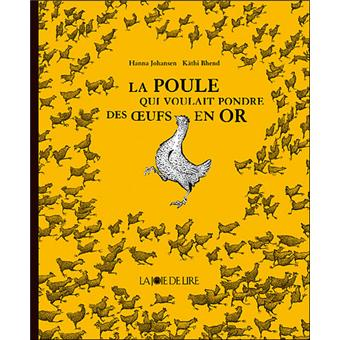 Hanna Johansen · Käthi Bhend
LA POULE
QUI VOULAIT PONDRE
DES ŒUFS EN OR
LA JOIE DE LIRE